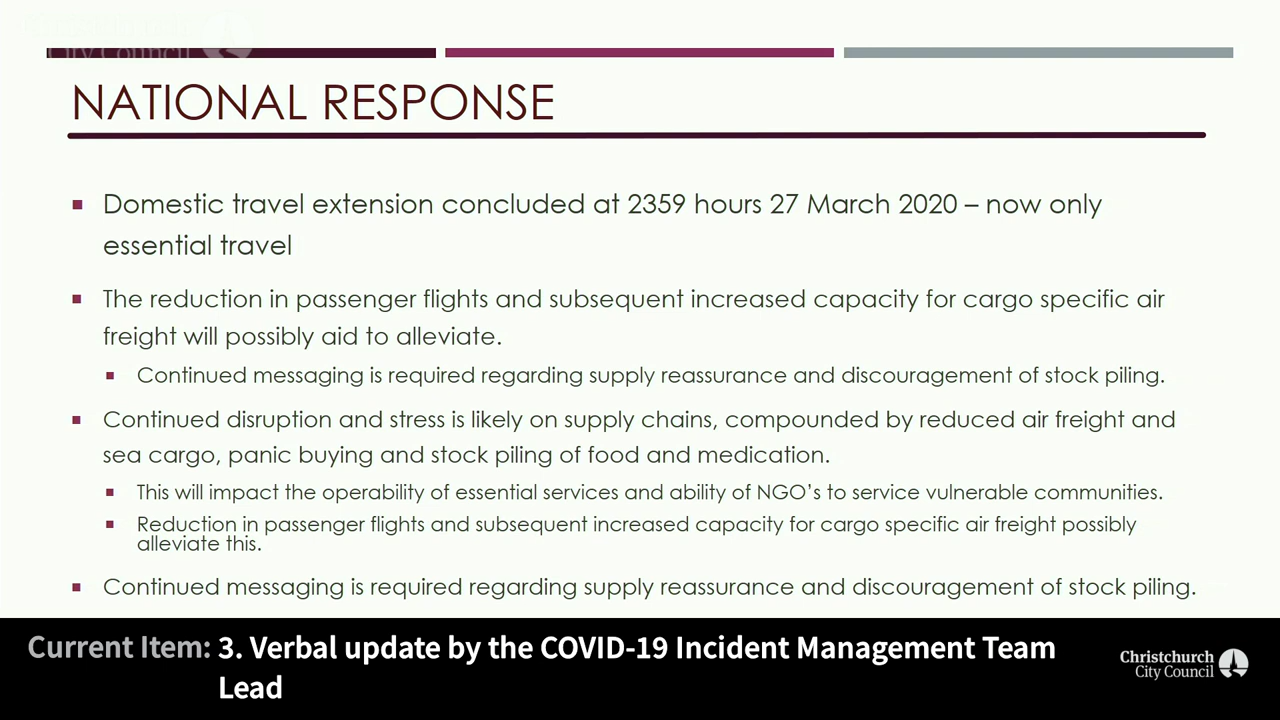 City Council
NATIONAL RESPONSE
Domestic travel extension concluded at 2359 hours 27 March 2020 – now only
essential travel
The reduction in passenger flights and subsequent increased capacity for cargo specific air
freight will possibly aid to alleviate.
Continued messaging is required regarding supply reassurance and discouragement of stock piling.
Continued disruption and stress is likely on supply chains, compounded by reduced air freight and
sea cargo, panic buying and stock piling of food and medication.
This will impact the operability of essential services and ability of NGO's to service vulnerable communities.
Reduction in passenger flights and subsequent increased capacity for cargo specific air freight possibly
alleviate this.
Continued messaging is required regarding supply reassurance and discouragement of stock piling.
Current Item: 3. Verbal update by the COVID-19 Incident Management Team
Lead
Christchurch
City Council